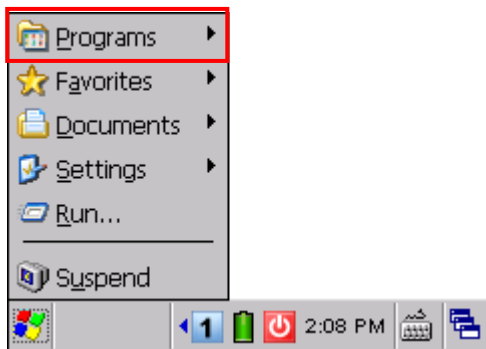 Programs
Favorites
Documents
Settings
Run...
Suspend
1 2:08 PM